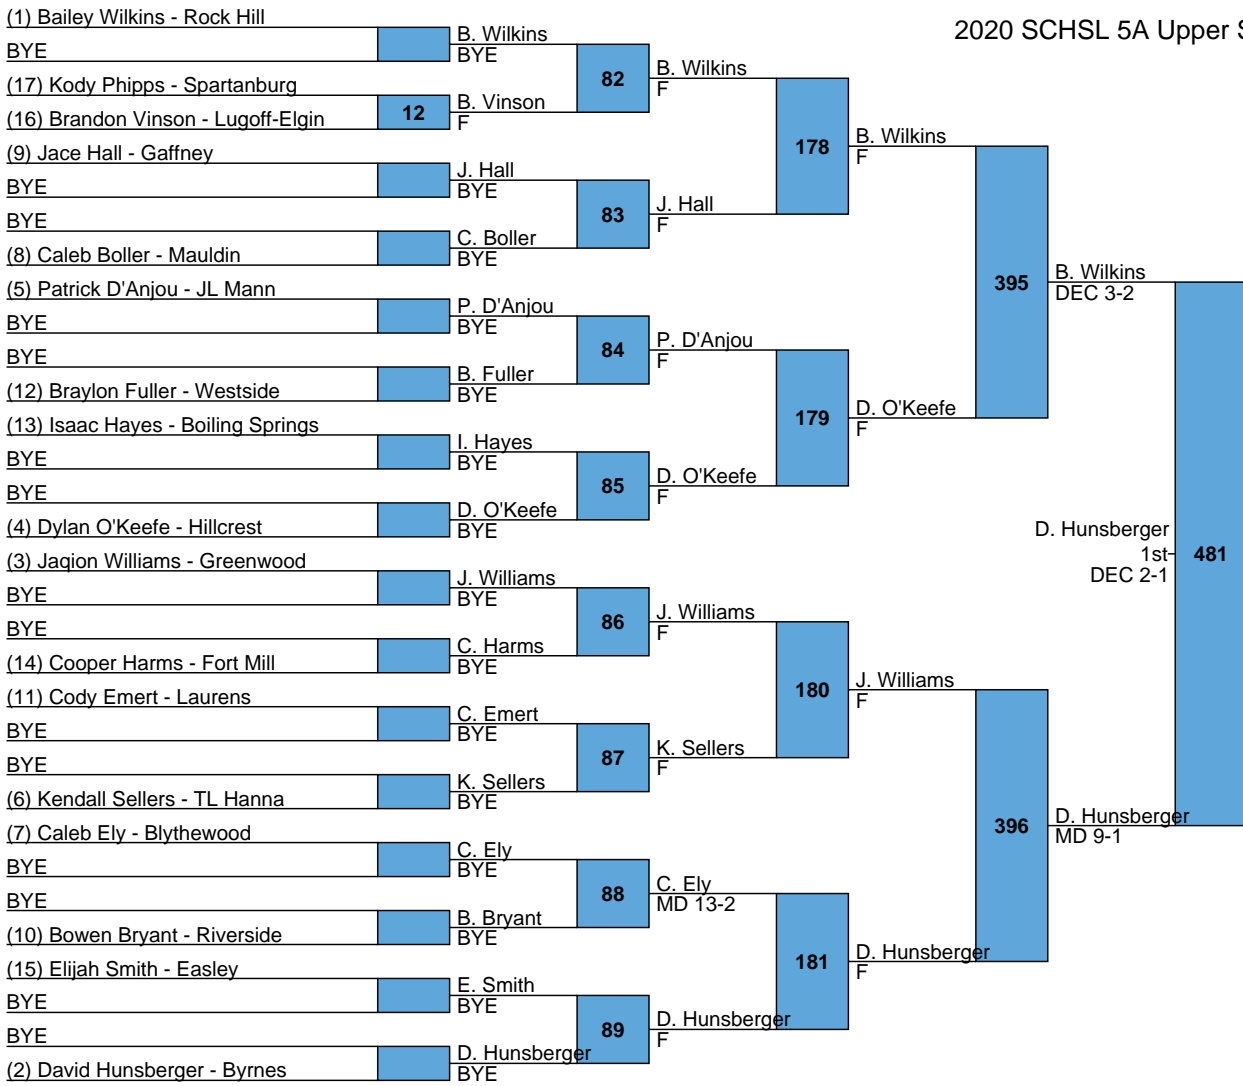 2020 SCHSL 5A Upper S
(1) Bailey Wilkins - Rock Hill
BYE
(17) Kody Phipps - Spartanburg
(16) Brandon Vinson - Lugoff-Elgin
(9) Jace Hall - Gaffney
BYE
BYE
(8) Caleb Boller - Mauldin
(5) Patrick D'Anjou - JL Mann
BYE
BYE
(12) Braylon Fuller - Westside
(13) Isaac Hayes - Boiling Springs
BYE
BYE
(4) Dylan O'Keefe - Hillcrest
(3) Jaqion Williams - Greenwood
BYE
BYE
(14) Cooper Harms - Fort Mill
(11) Cody Emert - Laurens
BYE
BYE
(6) Kendall Sellers - TL Hanna
(7) Caleb Ely - Blythewood
BYE
BYE
(10) Bowen Bryant - Riverside
(15) Elijah Smith - Easley
BYE
BYE
(2) David Hunsberger - Byrnes
12
B. Wilkins
BYE
B. Vinson
F
J. Hall
BYE
C. Boller
BYE
P. D'Anjou
BYE
B. Fuller
BYE
I. Hayes
BYE
D. O'Keefe
BYE
J. Williams
BYE
C. Harms
BYE
C. Emert
BYE
K. Sellers
BYE
C. Ely
BYE
B. Bryant
BYE
E. Smith
BYE
D. Hunsberger
BYE
82
83
84
85
86
87
88
89
B. Wilkins
F
J. Hall
F
P. D'Anjou
F
D. O'Keefe
F
J. Williams
F
K. Sellers
F
C. Ely
MD 13-2
D. Hunsberger
F
178
179
180
181
B. Wilkins
F
D. O'Keefe
F
J. Williams
F
D. Hunsberger
F
395
396
B. Wilkins
DEC 3-2
D. Hunsberger
MD 9-1
D. Hunsberger
1st
DEC 2-1
481